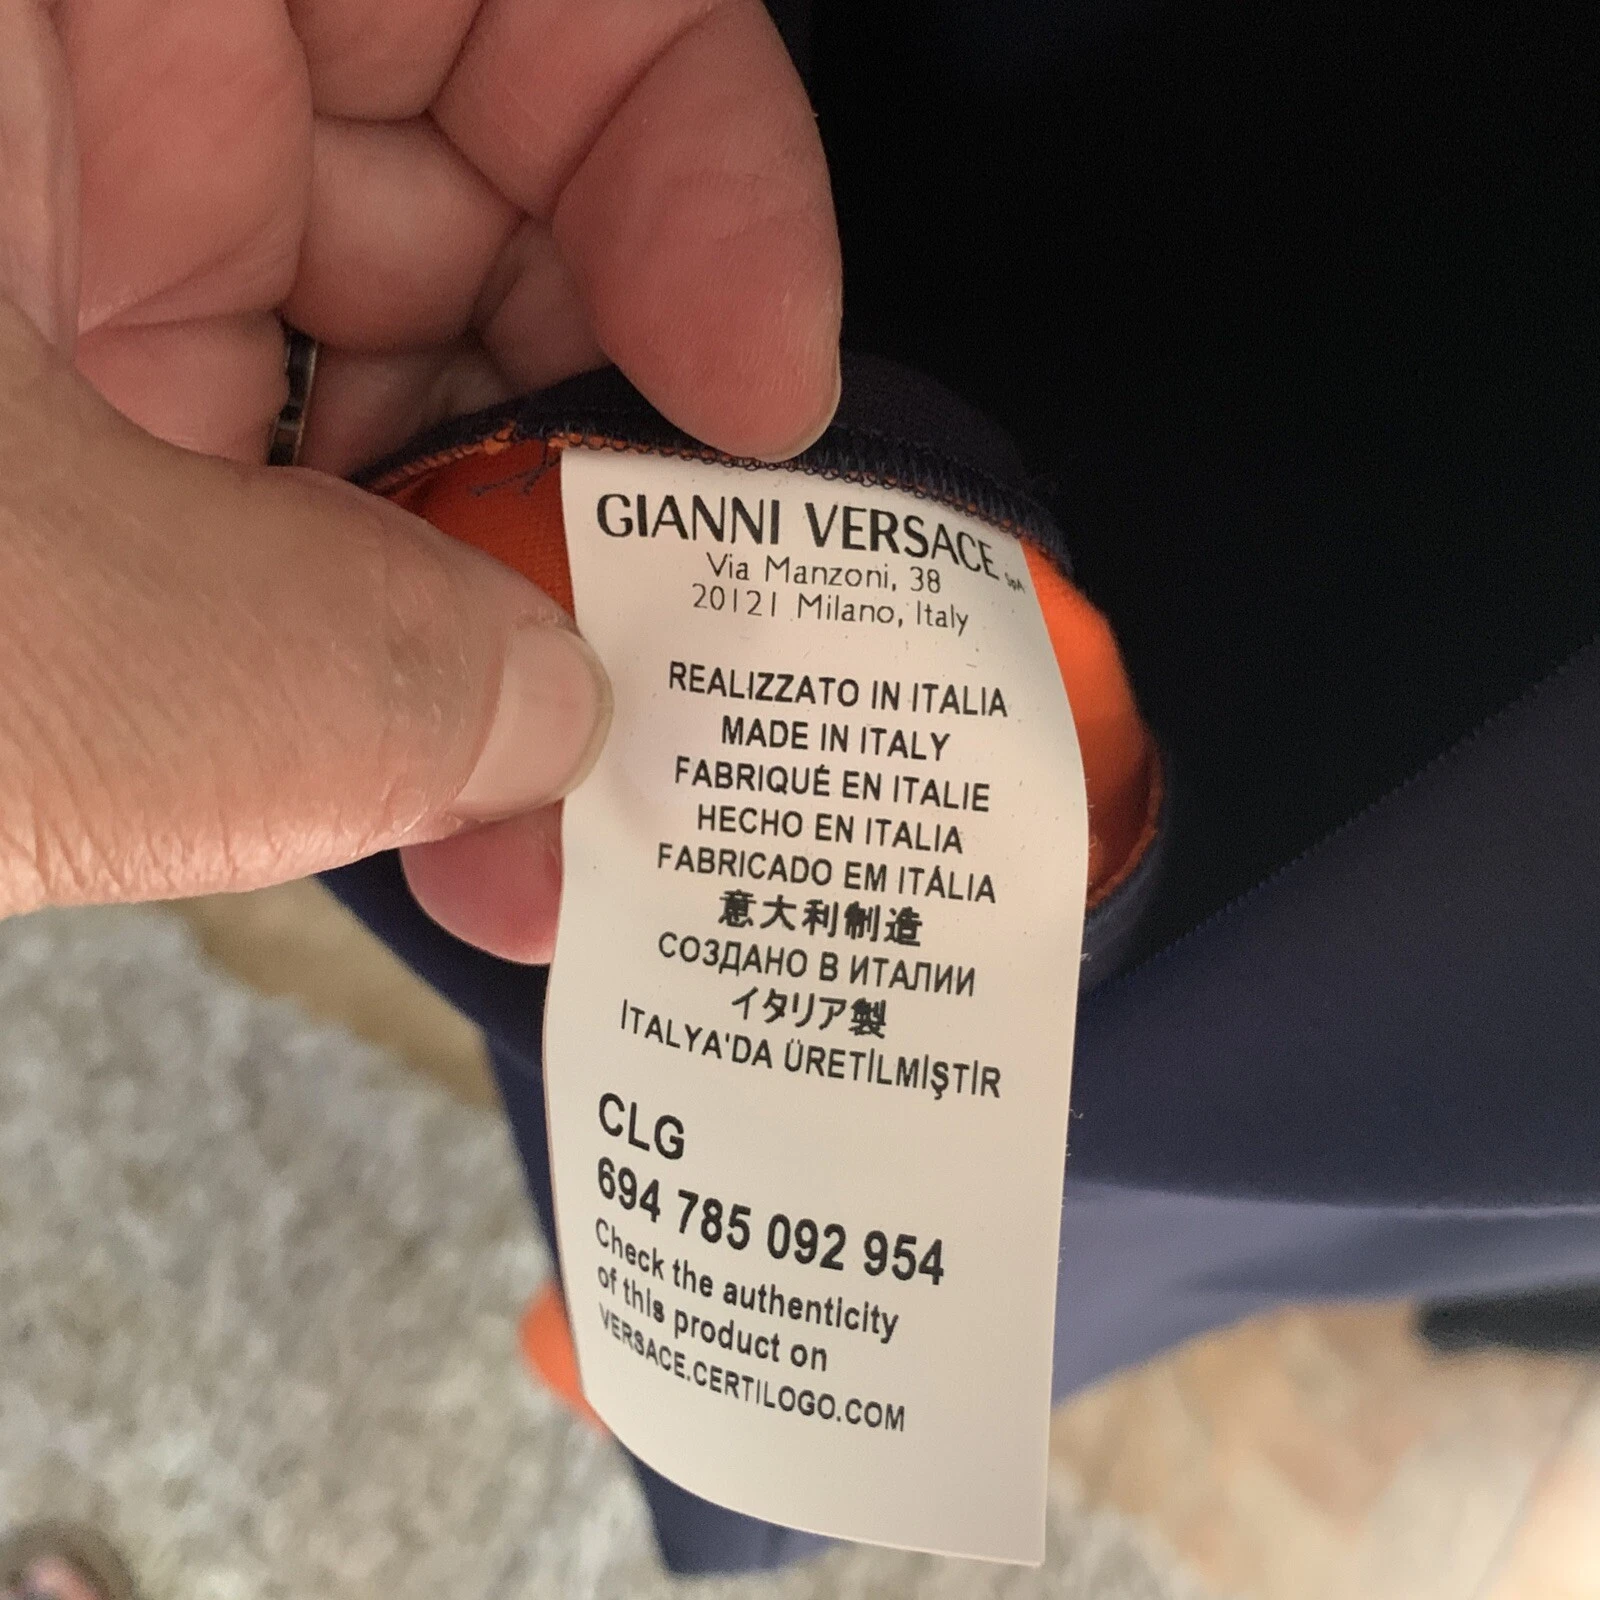 GIANNI VERSACE SpA
Via Manzoni, 38
20121 Milano, Italy
REALIZZATO IN ITALIA
MADE IN ITALY
FABRIQUÉ EN ITALIE
HECHO EN ITALIA
FABRICADO EM ITÁLIA
意大利制造
СОЗДАНО В ИТАЛИИ
イタリア製
İTALYA'DA ÜRETİLMİŞTİR
CLG
694 785 092 954
Check the authenticity
of this product on
VERSACE.CERTILOGO.COM